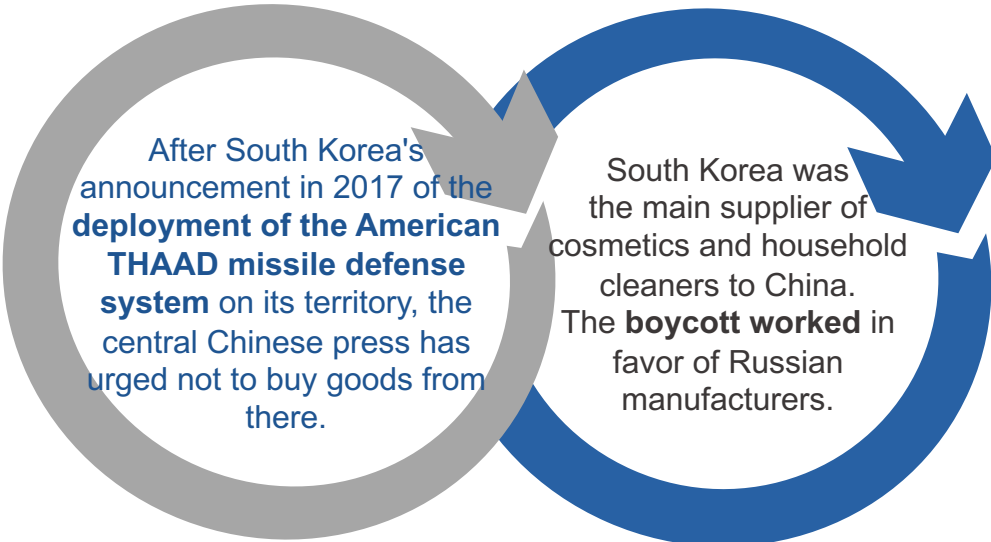 After South Korea's
announcement in 2017 of the
deployment of the American
THAAD missile defense
system on its territory, the
central Chinese press has
urged not to buy goods from
there.
South Korea was
the main supplier of
cosmetics and household
cleaners to China.
The boycott worked in
favor of Russian
manufacturers.